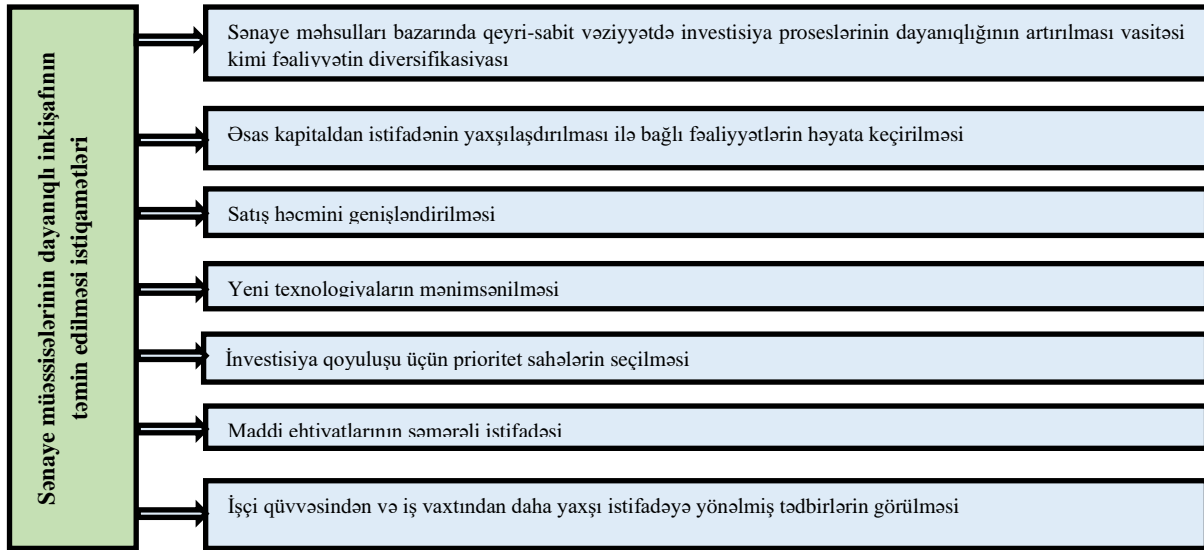 Sənaye müəssisələrinin dayanıqlı inkişafının
təmin edilməsi istiqamətləri
Sənaye məhsulları bazarında qeyri-sabit vəziyyətdə investisiya proseslərinin dayanıqlığının artırılması vasitəsi
kimi fəaliyyətin diversifikasiyası
Əsas kapitaldan istifadənin yaxşılaşdırılması ilə bağlı fəaliyyətlərin həyata keçirilməsi
Satış həcmini genişləndirilməsi
Yeni texnologiyaların mənimsənilməsi
İnvestisiya qoyuluşu üçün prioritet sahələrin seçilməsi
Maddi ehtiyatlarının səmərəli istifadəsi
İşçi qüvvəsindən və iş vaxtından daha yaxşı istifadəyə yönəlmiş tədbirlərin görülməsi